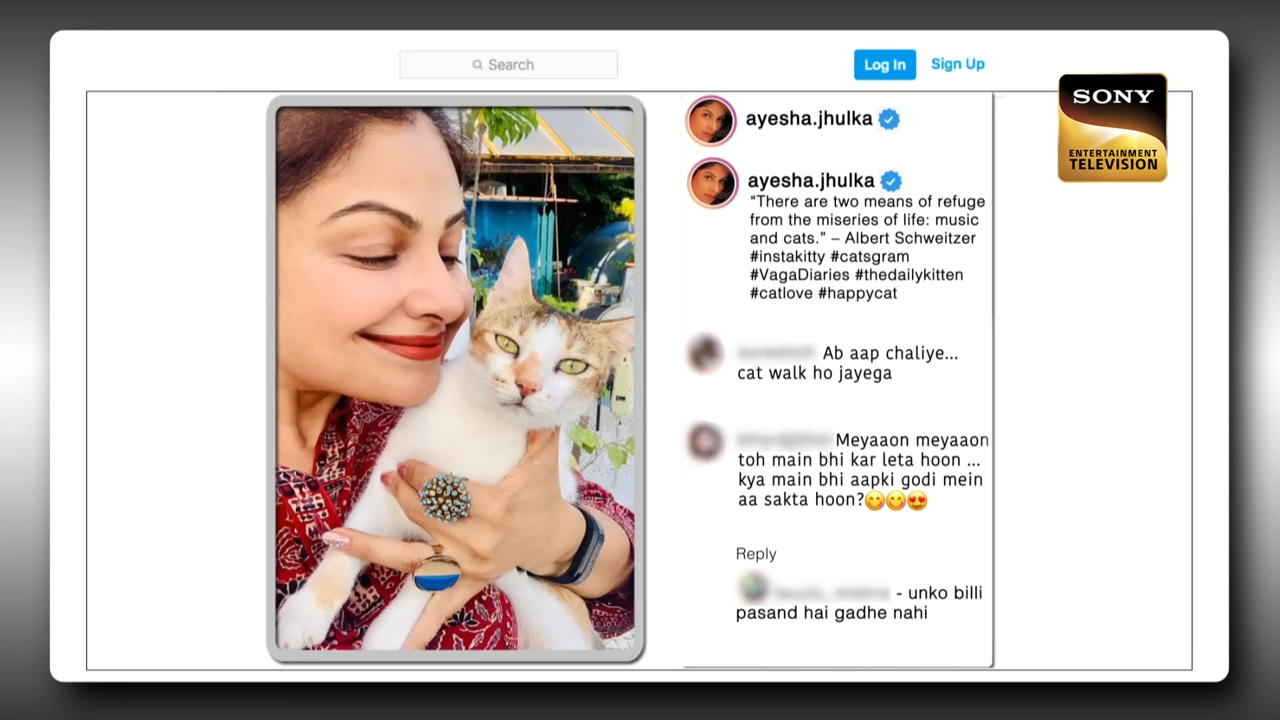 Search
Log In
Sign Up
SONY
ENTERTAINMENT
TELEVISION
ayesha.jhulka
ayesha.jhulka
"There are two means of refuge
from the miseries of life: music
and cats." – Albert Schweitzer
#instakitty #catsgram
#VagaDiaries #thedailykitten
#catlove #happycat
Ab aap chaliye...
cat walk ho jayega
Meyaaon meyaaon
toh main bhi kar leta hoon ...
kya main bhi aapki godi mein
aa sakta hoon?😋😋😍
Reply
- unko billi
pasand hai gadhe nahi